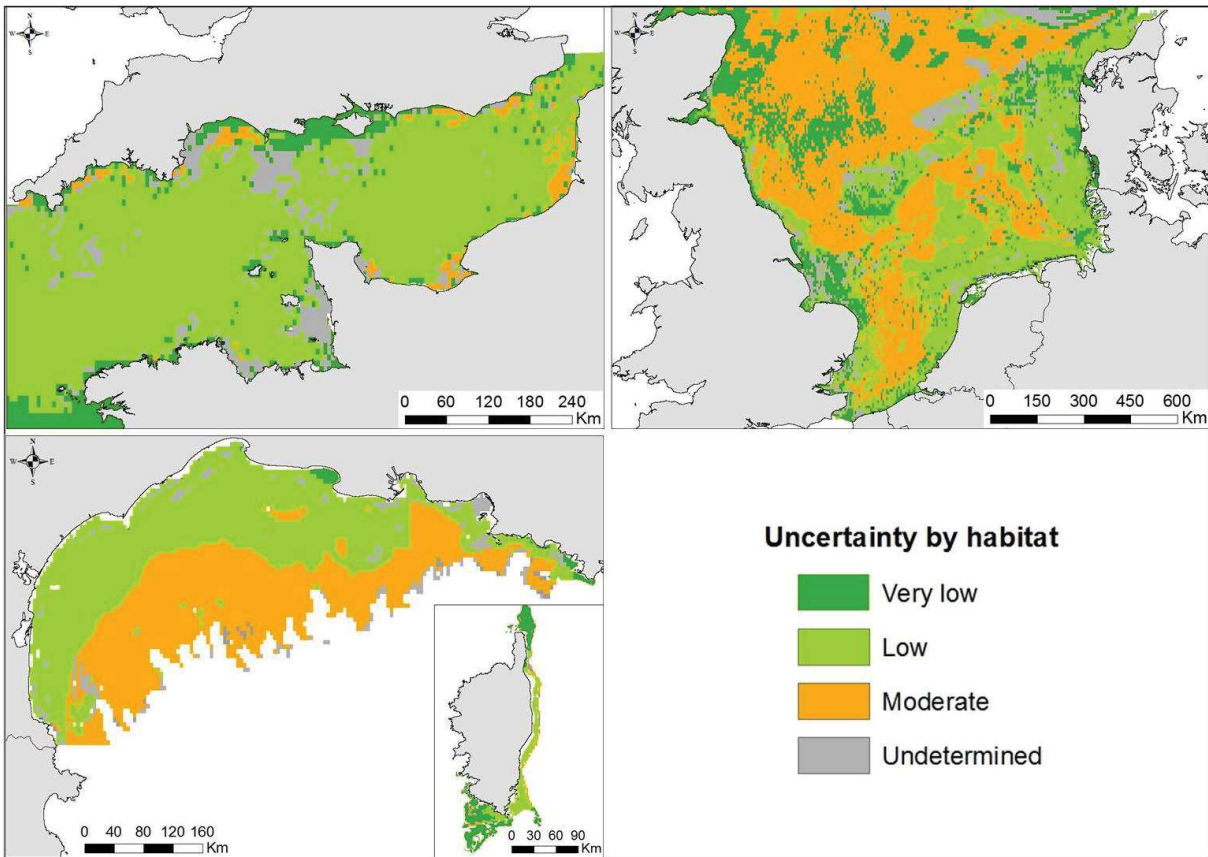 N
W E
S
0 60 120 180 240
Km
N
W E
S
0 150 300 450 600
Km
N
W E
S
0 40 80 120 160
Km
0 30 60 90
Km
Uncertainty by habitat
Very low
Low
Moderate
Undetermined